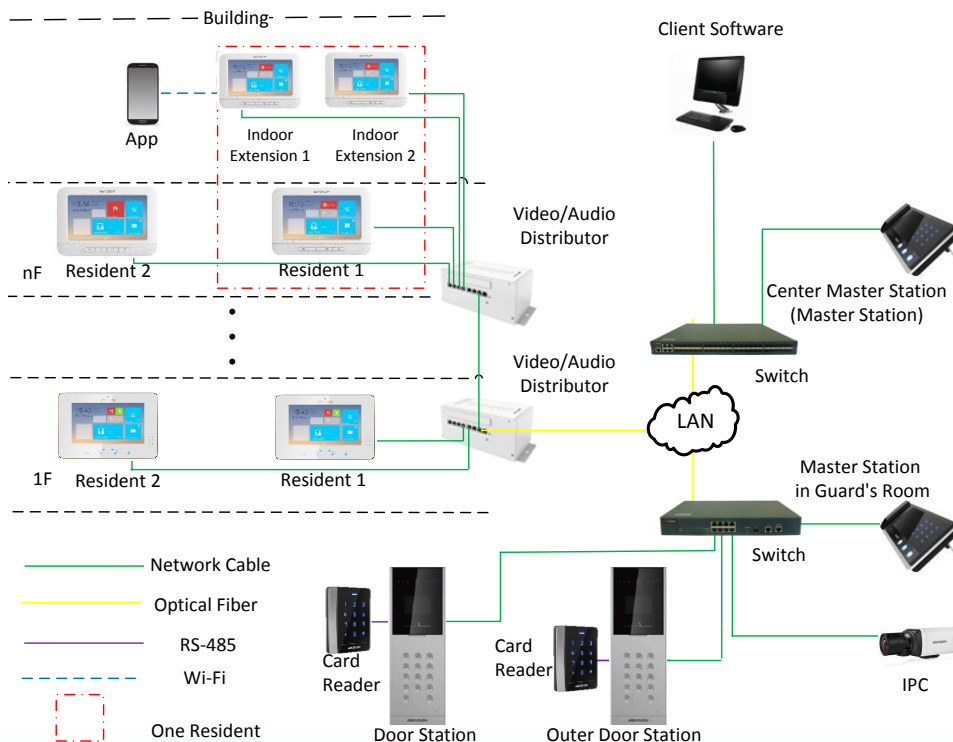 Building
Client Software
App
Indoor
Extension 1
Indoor
Extension 2
Video/Audio
Distributor
nF
Resident 2
Resident 1
Center Master Station
(Master Station)
Switch
Video/Audio
Distributor
LAN
1F
Resident 2
Resident 1
Master Station
in Guard's Room
Switch
Network Cable
Optical Fiber
RS-485
Wi-Fi
One Resident
Card
Reader
Door Station
Card
Reader
Outer Door Station
IPC